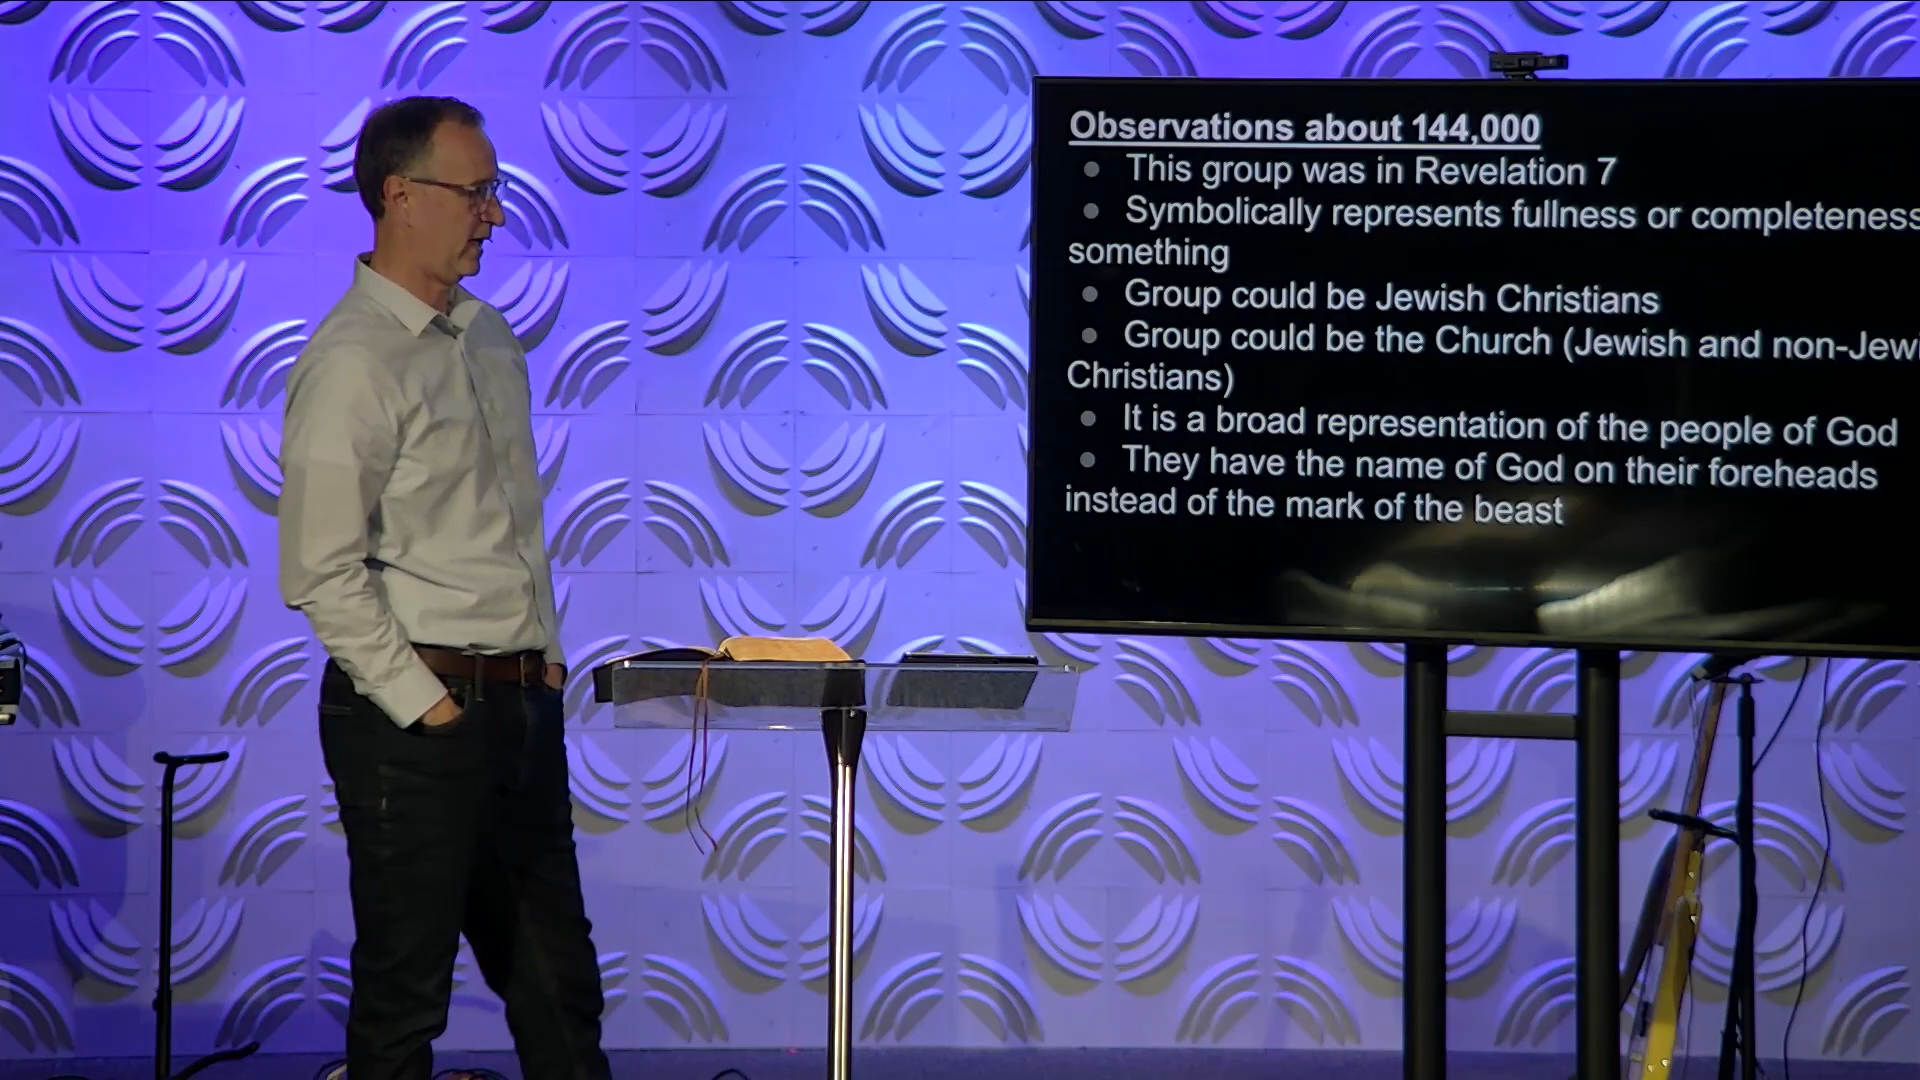 Observations about 144,000
• This group was in Revelation 7
• Symbolically represents fullness or completeness
something
• Group could be Jewish Christians
• Group could be the Church (Jewish and non-Jewi
Christians)
• It is a broad representation of the people of God
• They have the name of God on their foreheads
instead of the mark of the beast